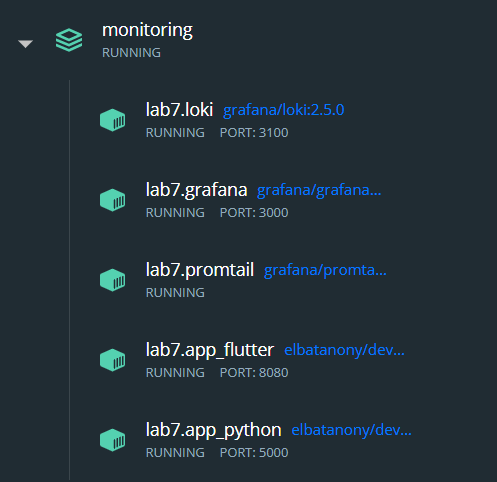 monitoring
RUNNING
lab7.loki grafana/loki:2.5.0
RUNNING PORT: 3100
lab7.grafana grafana/grafana...
RUNNING PORT: 3000
lab7.promtail grafana/promta...
RUNNING
lab7.app_flutter elbatanony/dev...
RUNNING PORT: 8080
lab7.app_python elbatanony/dev...
RUNNING PORT: 5000